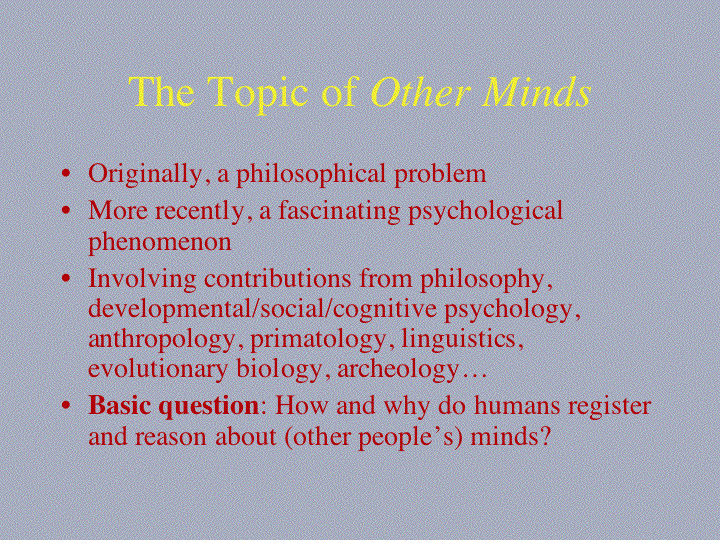 The Topic of Other Minds
• Originally, a philosophical problem
• More recently, a fascinating psychological
phenomenon
• Involving contributions from philosophy,
developmental/social/cognitive psychology,
anthropology, primatology, linguistics,
evolutionary biology, archeology…
• Basic question: How and why do humans register
and reason about (other people’s) minds?